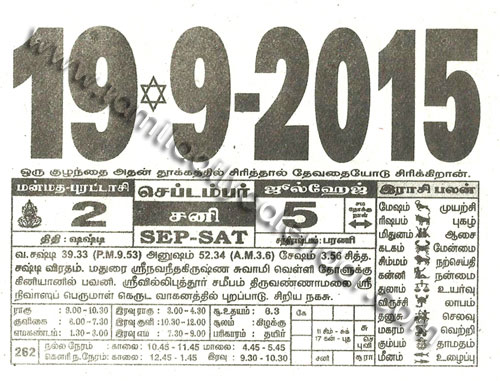 19✡9-2015
ஒரு குழந்தை அதன் தூக்கத்தில் சிரித்தால் தேவதையோடு சிரிக்கிறான்.
மன்மத-புரட்டாசி செப்டம்பர் ஜூல்ஹேஜ் இராசி பலன்
2 சனி 5
திதி : ஷஷ்டி SEP-SAT சந்திராஷ்டமம் : பரணி
மேஷம் முயற்சி
ரிஷபம் புகழ்
மிதுனம் ஆசை
கடகம் மேன்மை
சிம்மம் நற்செய்தி
கன்னி நன்மை
துலாம் உயர்வு
விருச்சி லாபம்
தனுசு செலவு
மகரம் வெற்றி
கும்பம் தாமதம்
மீனம் உழைப்பு
வ.சஷ்டி 39.33 (P.M.9.53) அனுஷம் 52.34 (A.M.3.6) சேஷம் 3.56 சித்த.
சஷ்டி விரதம். மதுரை ஸ்ரீநவநீதகிருஷ்ண சுவாமி வெள்ளி தோளுக்கு
கினியானில் பவனி. ஸ்ரீவில்லிபுத்தூர் சமீபம் திருவண்ணாமலை ஸ்ரீ
நிவாஸப் பெருமாள் கெருட வாகனத்தில் புறப்பாடு. சிறிய நகசு.
ராகு : 9.00 - 10.30 இரவு ராகு : 3.00 - 4.30 சூ.உதயம் : 6.3
குளிகை : 6.00 - 7.30 இரவு குளி : 10.30 - 12.00 சூலம் : கிழக்கு
எமகண்டம் : 1.30 - 3.00 இரவு எம : 9.00 - 10.30 பரிகாரம் : தயிர்
262 நல்ல நேரம் : காலை : 10.45 - 11.45 மாலை : 4.45 - 5.45
கௌரி ந.நேரம் : காலை : 12.45 - 1.45 இரவு : 9.30 - 10.30
www.tamildailycalendar.com